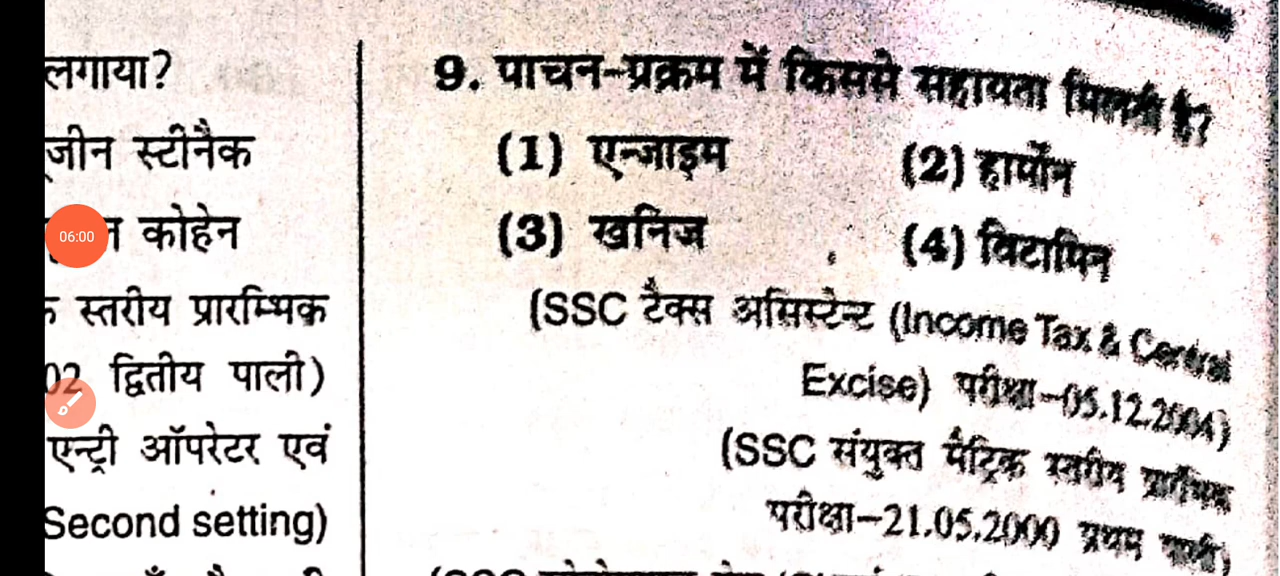 लगाया?
जीन स्टीनैक
कोहेन
स्तरीय प्रारम्भिक
02 द्वितीय पाली)
एन्ट्री ऑपरेटर एवं
Second setting)
06:00
9. पाचन-प्रक्रम में किससे सहायता मिलती है?
(1) एन्जाइम (2) हार्मोन
(3) खनिज (4) विटामिन
(SSC टैक्स असिस्टेन्ट (Income Tax & Central
Excise) परीक्षा-05.12.2004)
(SSC संयुक्त मैट्रिक स्तरीय प्रारंभिक
परीक्षा-21.05.2000 प्रथम पाली)